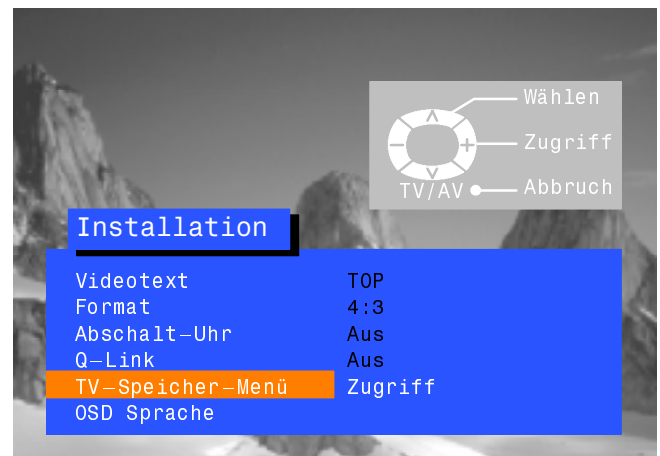 Wählen
Zugriff
TV/AV Abbruch
Installation
Videotext TOP
Format 4:3
Abschalt–Uhr Aus
Q–Link Aus
TV–Speicher–Menü Zugriff
OSD Sprache